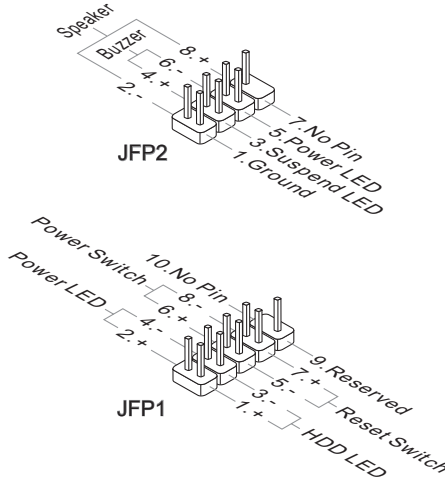 Speaker
Buzzer
8.+
6.-
4.+
2.-
7.No Pin
5.Power LED
3.Suspend LED
1.Ground
JFP2
10.No Pin
Power Switch
8.-
6.+
Power LED
4.-
2.+
9.Reserved
7.+
5.-
Reset Switch
3.-
1.+
HDD LED
JFP1